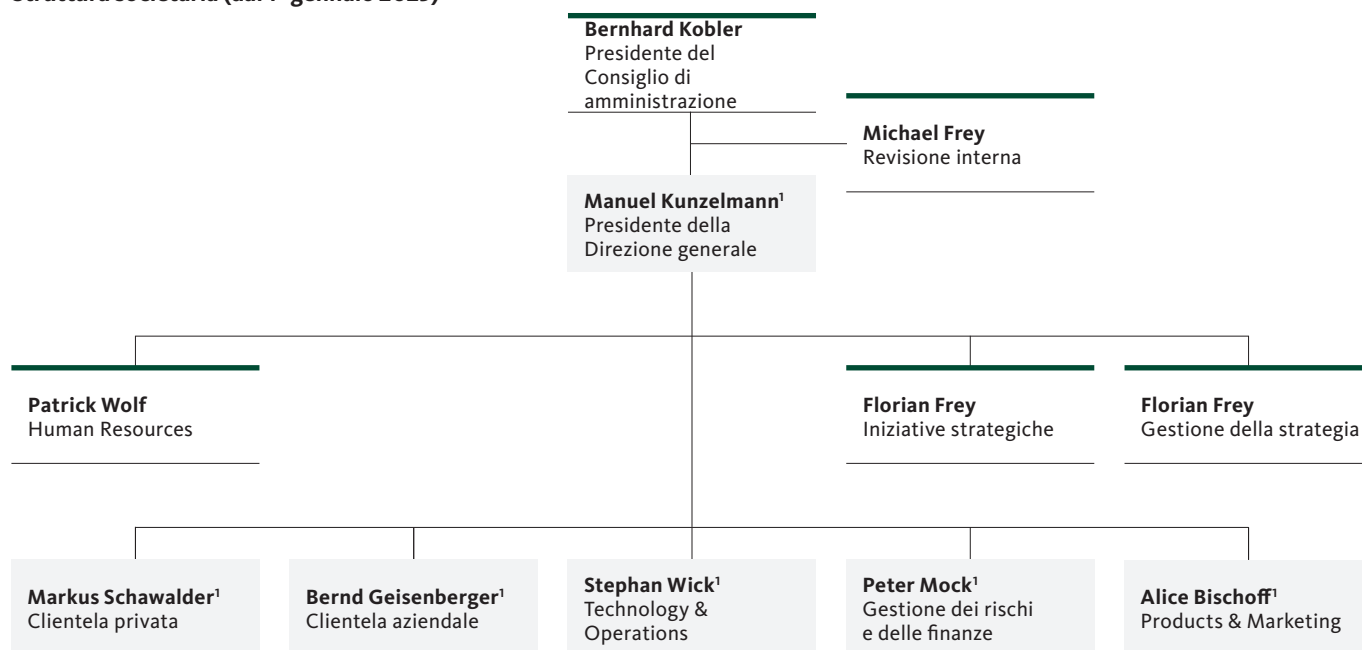 Struttura societaria (dal 1° gennaio
Bernhard Kobler
Presidente del
Consiglio di
amministrazione
Michael Frey
Revisione interna
Manuel Kunzelmann¹
Presidente della
Direzione generale
Patrick Wolf
Human Resources
Florian Frey
Iniziative strategiche
Florian Frey
Gestione della strategia
Markus Schawalder¹
Clientela privata
Bernd Geisenberger¹
Clientela aziendale
Stephan Wick¹
Technology &
Operations
Peter Mock¹
Gestione dei rischi
e delle finanze
Alice Bischoff¹
Products & Marketing